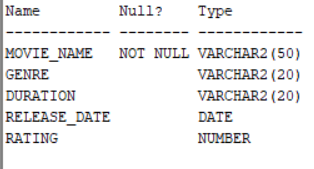 Name         Null?    Type
------------ -------- ------------
MOVIE_NAME   NOT NULL VARCHAR2(50)
GENRE                 VARCHAR2(20)
DURATION              VARCHAR2(20)
RELEASE_DATE          DATE
RATING                NUMBER